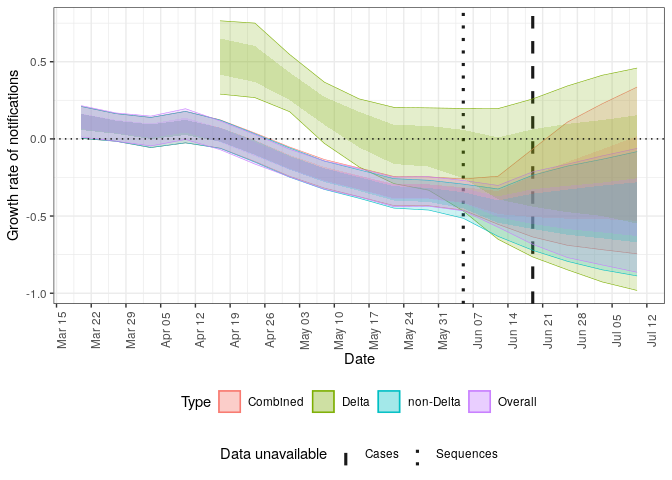 Growth rate of notifications
0.5
0.0
-0.5
-1.0
Mar 15 Mar 22 Mar 29 Apr 05 Apr 12 Apr 19 Apr 26 May 03 May 10 May 17 May 24 May 31 Jun 07 Jun 14 Jun 21 Jun 28 Jul 05 Jul 12
Date
Type Combined Delta non-Delta Overall
Data unavailable Cases Sequences